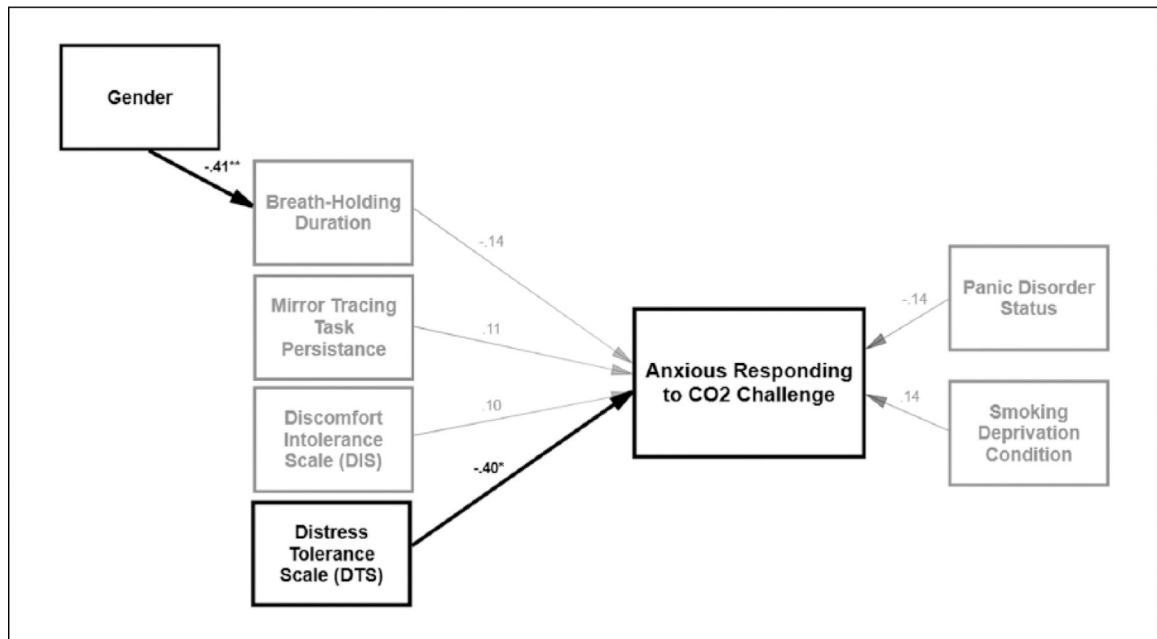 Gender
-.41**
Breath-Holding
Duration
-.14
Mirror Tracing
Task
Persistance
.11
Discomfort
Intolerance
Scale (DIS)
.10
Distress
Tolerance
Scale (DTS)
-.40*
Anxious Responding
to CO2 Challenge
-.14
Panic Disorder
Status
.14
Smoking
Deprivation
Condition